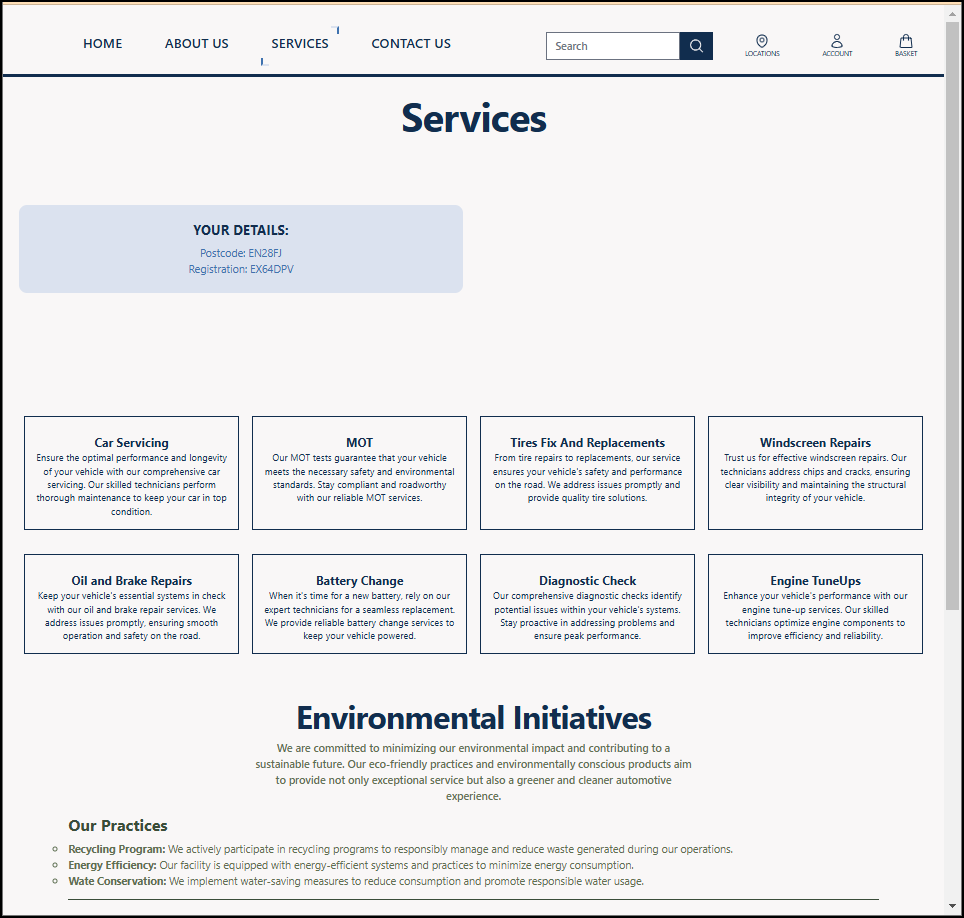 HOME ABOUT US SERVICES CONTACT US Search LOCATIONS ACCOUNT BASKET
Services
YOUR DETAILS:
Postcode: EN28FJ
Registration: EX64DPV
Car Servicing
Ensure the optimal performance and longevity
of your vehicle with our comprehensive car
servicing. Our skilled technicians perform
thorough maintenance to keep your car in top
condition.
MOT
Our MOT tests guarantee that your vehicle
meets the necessary safety and environmental
standards. Stay compliant and roadworthy
with our reliable MOT services.
Tires Fix And Replacements
From tire repairs to replacements, our service
ensures your vehicle's safety and performance
on the road. We address issues promptly and
provide quality tire solutions.
Windscreen Repairs
Trust us for effective windscreen repairs. Our
technicians address chips and cracks, ensuring
clear visibility and maintaining the structural
integrity of your vehicle.
Oil and Brake Repairs
Keep your vehicle's essential systems in check
with our oil and brake repair services. We
address issues promptly, ensuring smooth
operation and safety on the road.
Battery Change
When it's time for a new battery, rely on our
expert technicians for a seamless replacement.
We provide reliable battery change services to
keep your vehicle powered.
Diagnostic Check
Our comprehensive diagnostic checks identify
potential issues within your vehicle's systems.
Stay proactive in addressing problems and
ensure peak performance.
Engine TuneUps
Enhance your vehicle's performance with our
engine tune-up services. Our skilled
technicians optimize engine components to
improve efficiency and reliability.
Environmental Initiatives
We are committed to minimizing our environmental impact and contributing to a
sustainable future. Our eco-friendly practices and environmentally conscious products aim
to provide not only exceptional service but also a greener and cleaner automotive
experience.
Our Practices
Recycling Program: We actively participate in recycling programs to responsibly manage and reduce waste generated during our operations.
Energy Efficiency: Our facility is equipped with energy-efficient systems and practices to minimize energy consumption.
Wate Conservation: We implement water-saving measures to reduce consumption and promote responsible water usage.